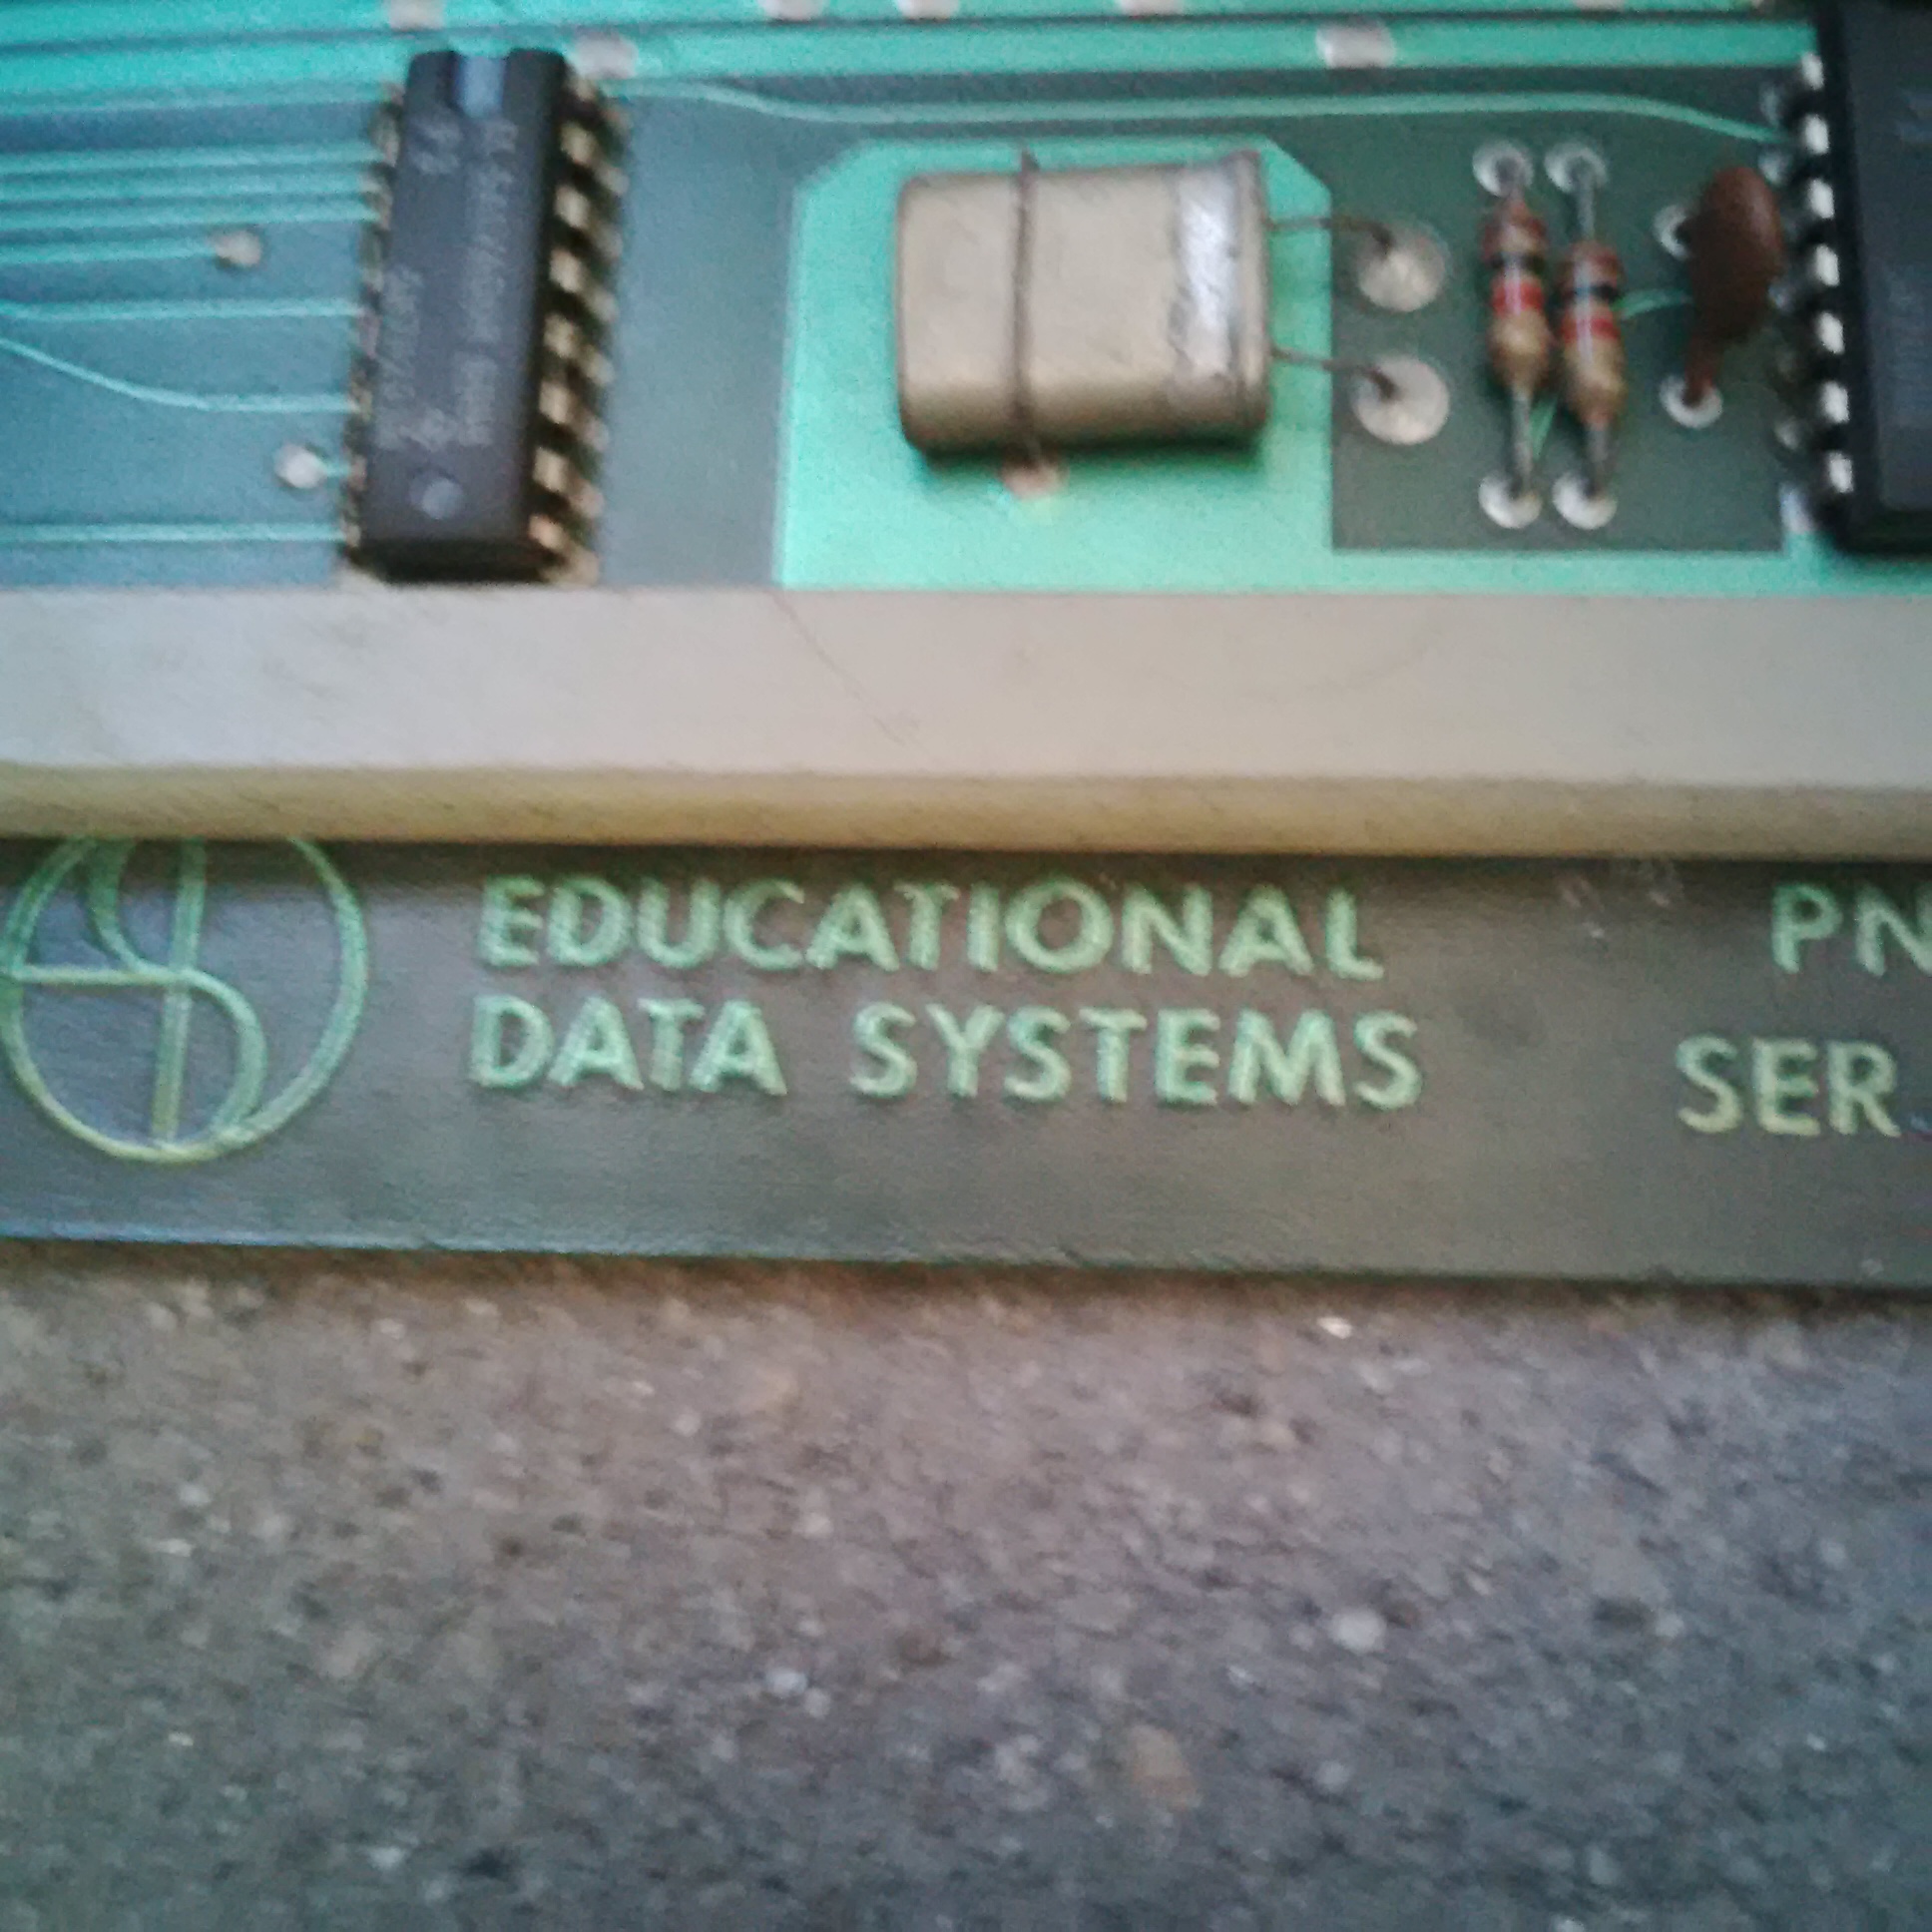 EDUCATIONAL
DATA SYSTEMS
PN
SER